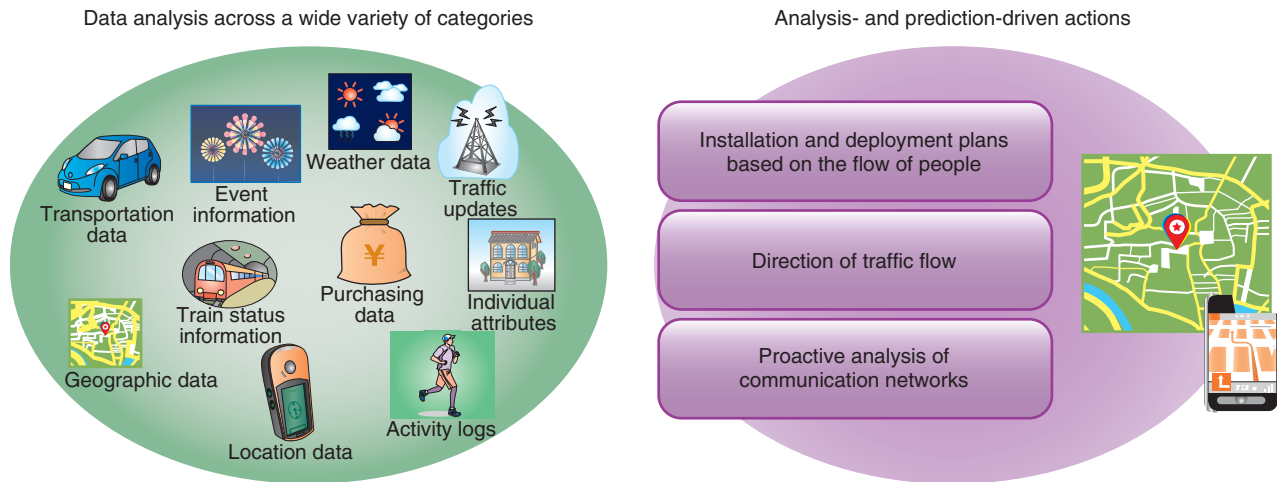 Data analysis across a wide variety of categories
Weather data
Event
information
Traffic
updates
Transportation
data
¥
Purchasing
data
Individual
attributes
Train status
information
Geographic data
Activity logs
Location data
Analysis- and prediction-driven actions
Installation and deployment plans
based on the flow of people
Direction of traffic flow
Proactive analysis of
communication networks